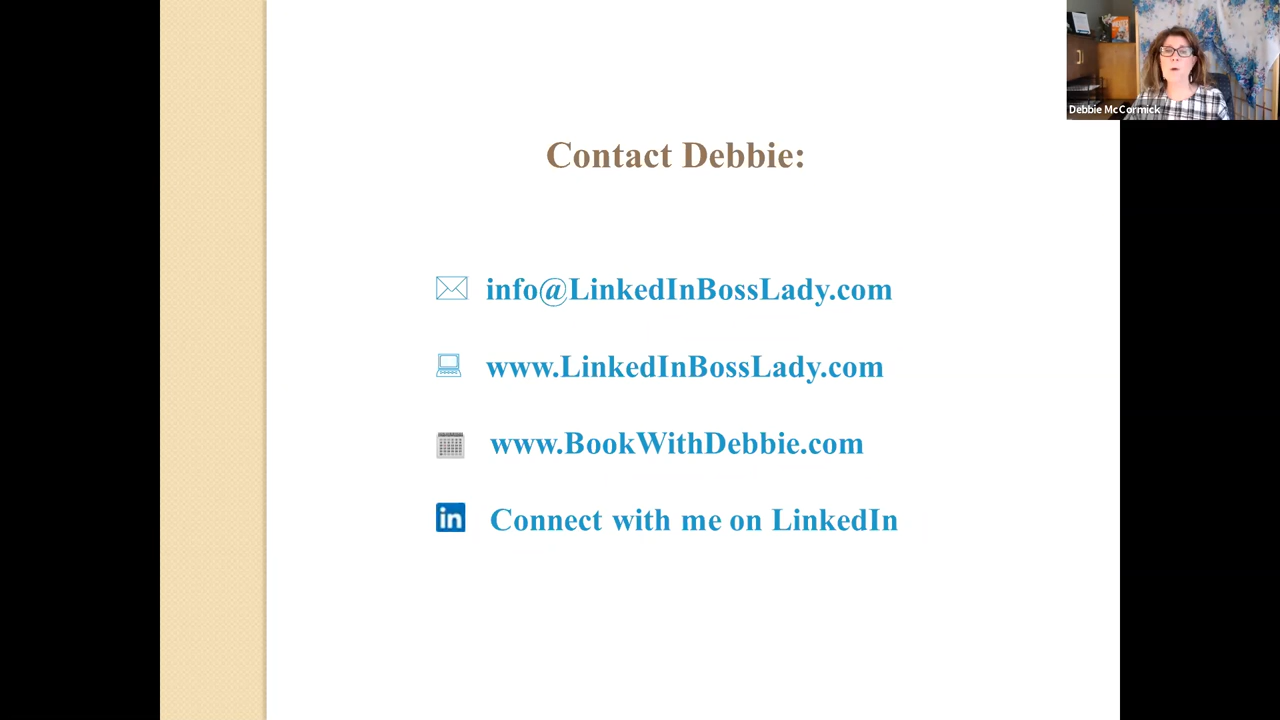 Debbie McCormick
Contact Debbie:
info@LinkedInBossLady.com
www.LinkedInBossLady.com
www.BookWithDebbie.com
in Connect with me on LinkedIn